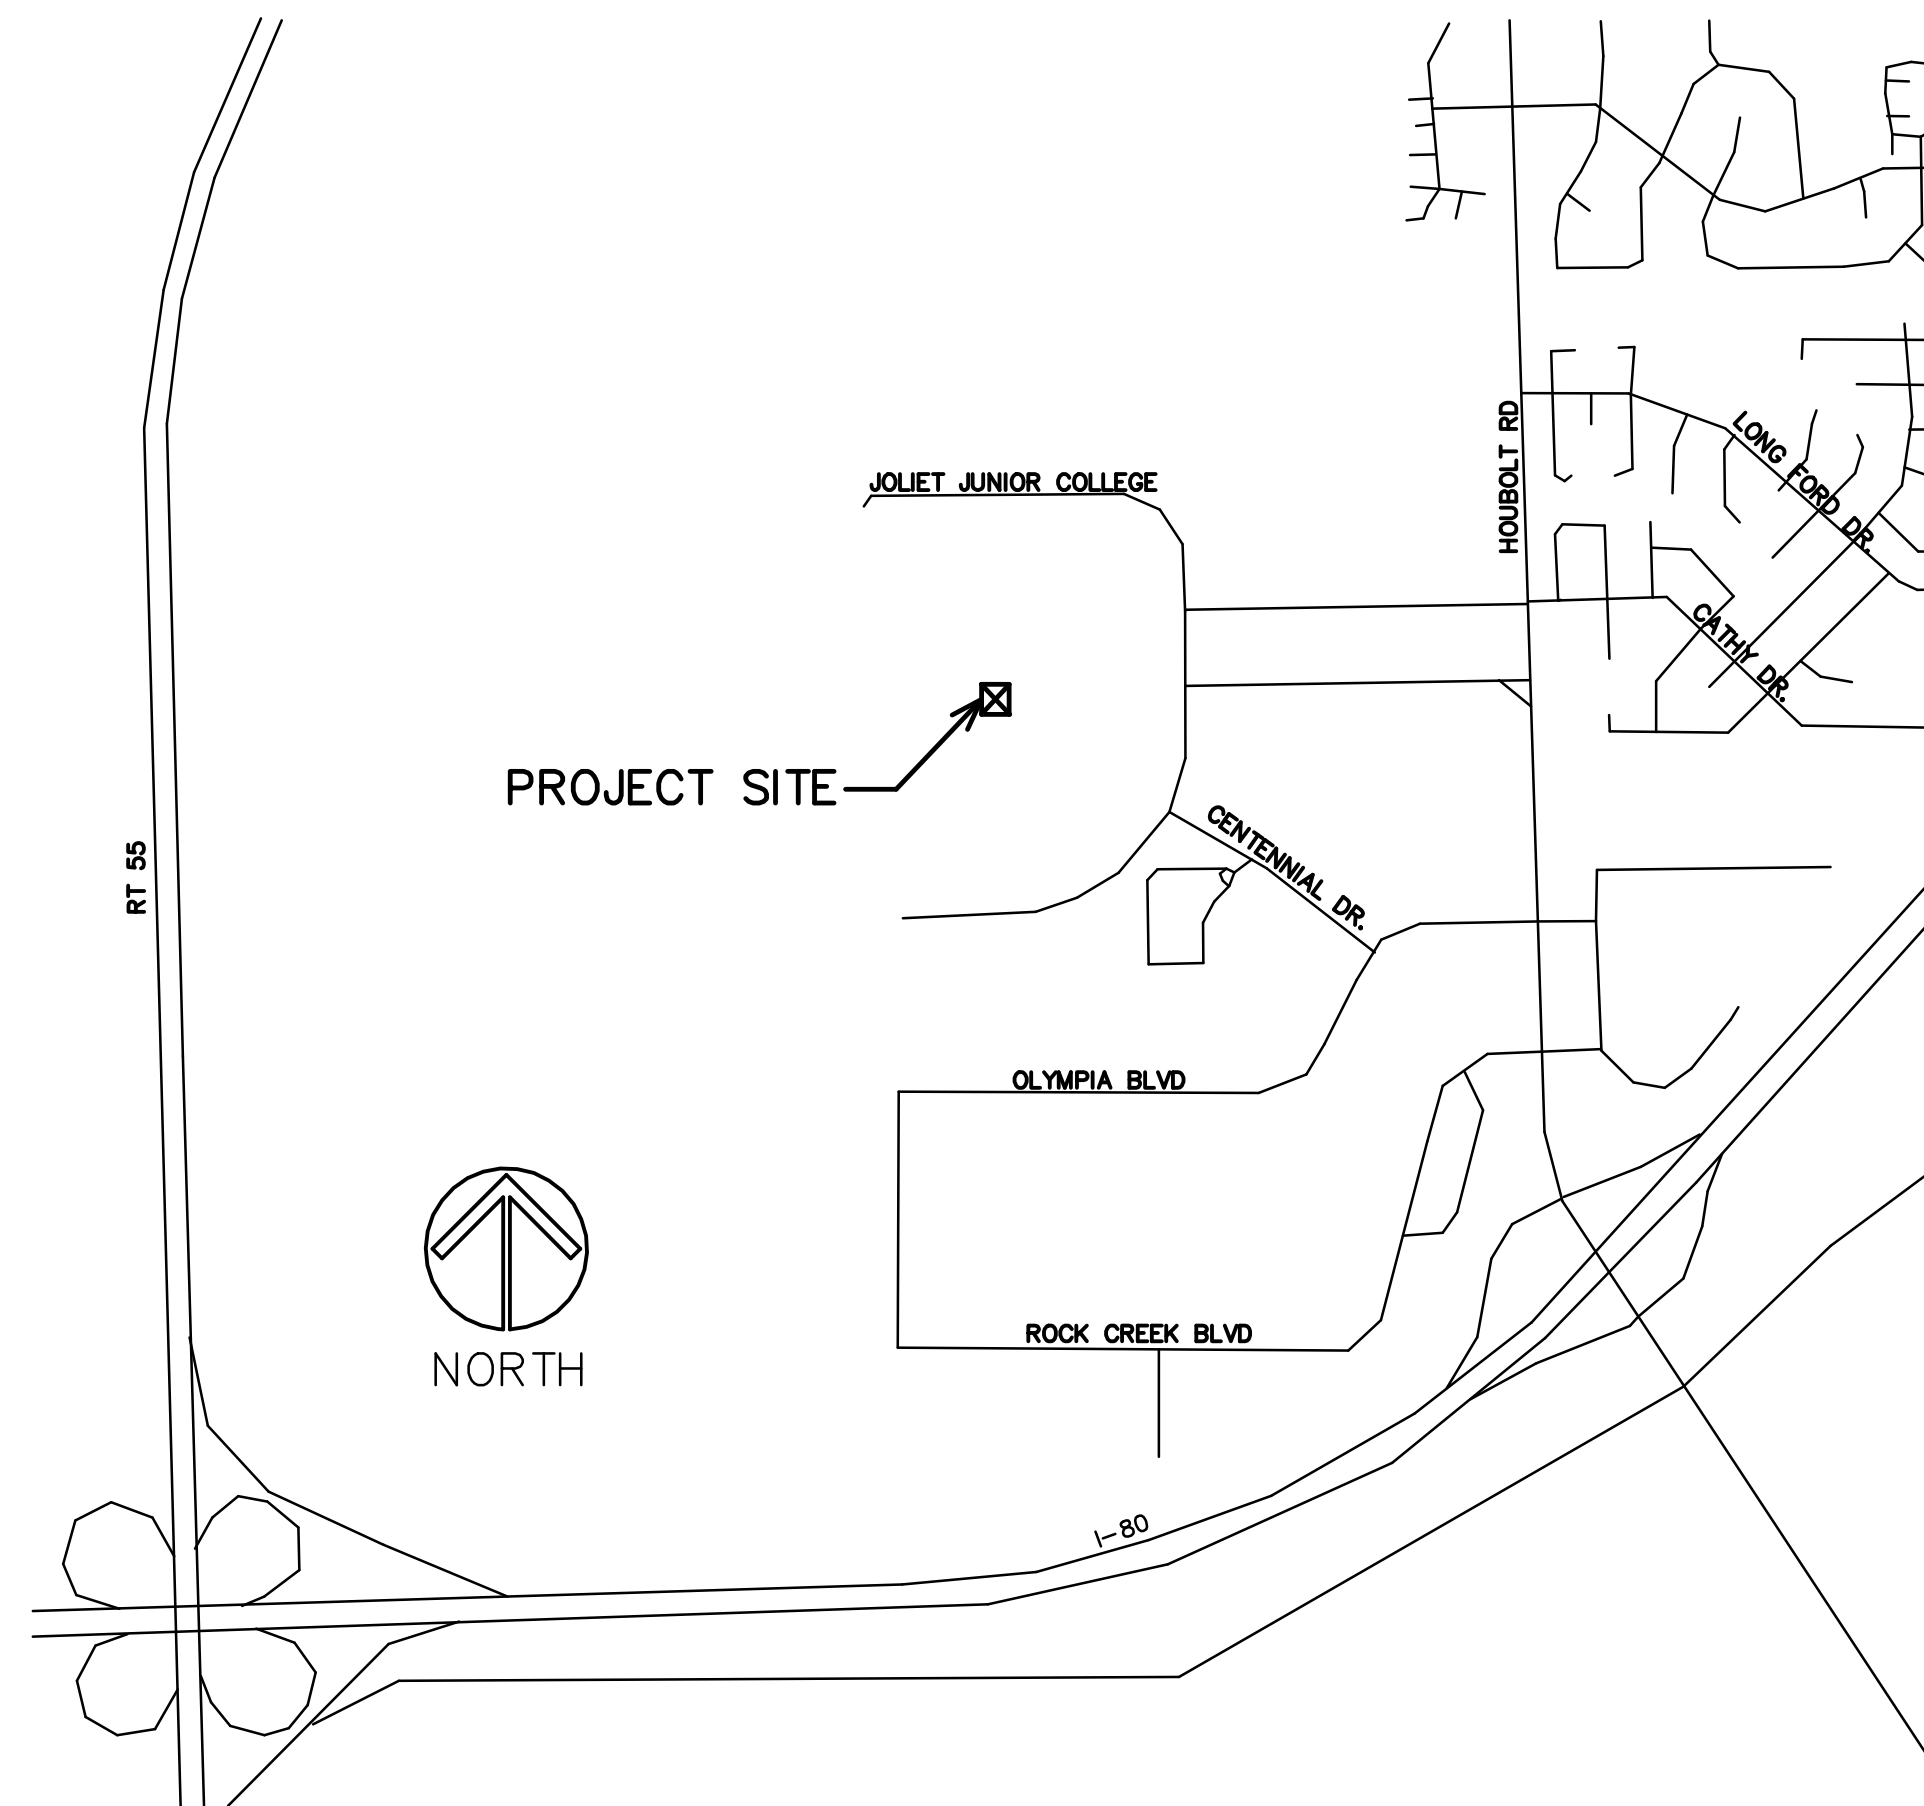 HOUBOLT RD
LONG FORD DR.
JOLIET JUNIOR COLLEGE
CATHY DR.
PROJECT SITE
CENTENNIAL DR.
RT 55
OLYMPIA BLVD
ROCK CREEK BLVD
NORTH
I-80